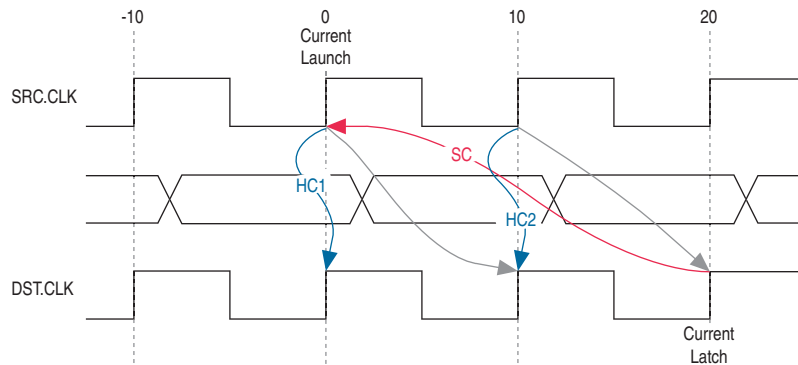 -10 0 10 20
Current
Launch
SRC.CLK
SC
HC1
HC2
DST.CLK
Current
Latch